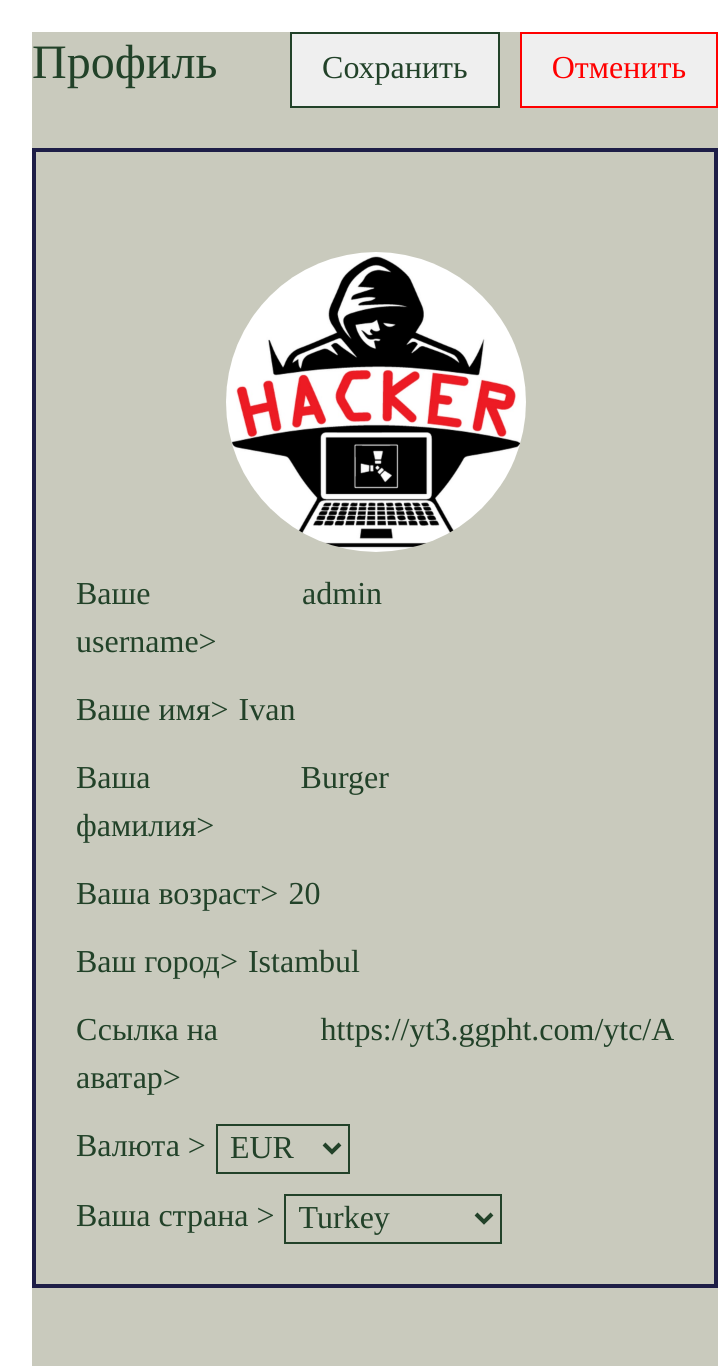 Профиль Сохранить Отменить
HACKER
Ваше admin
username>
Ваше имя> Ivan
Ваша Burger
фамилия>
Ваша возраст> 20
Ваш город> Istambul
Ссылка на https://yt3.ggpht.com/ytc/A
аватар>
Валюта > EUR
Ваша страна > Turkey